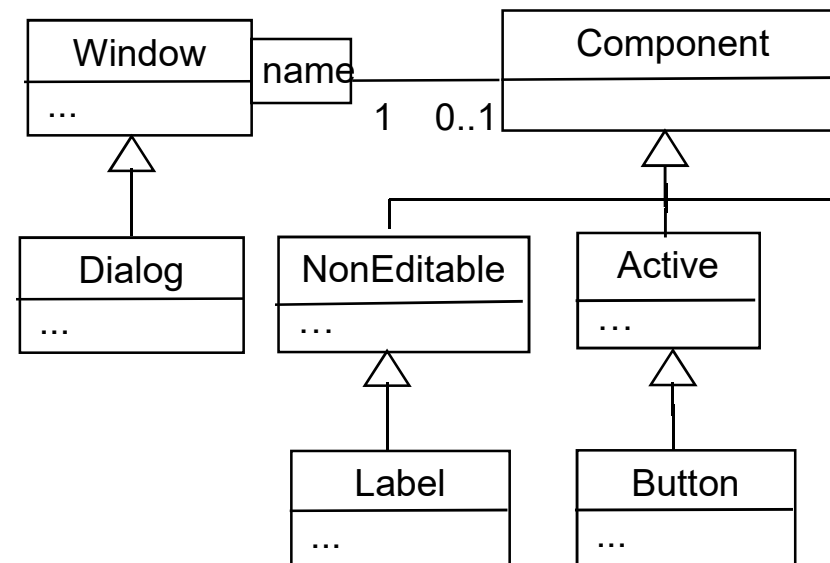 Window
name
Component
...
1 0..1
Dialog
...
NonEditable
...
Active
...
Label
...
Button
...